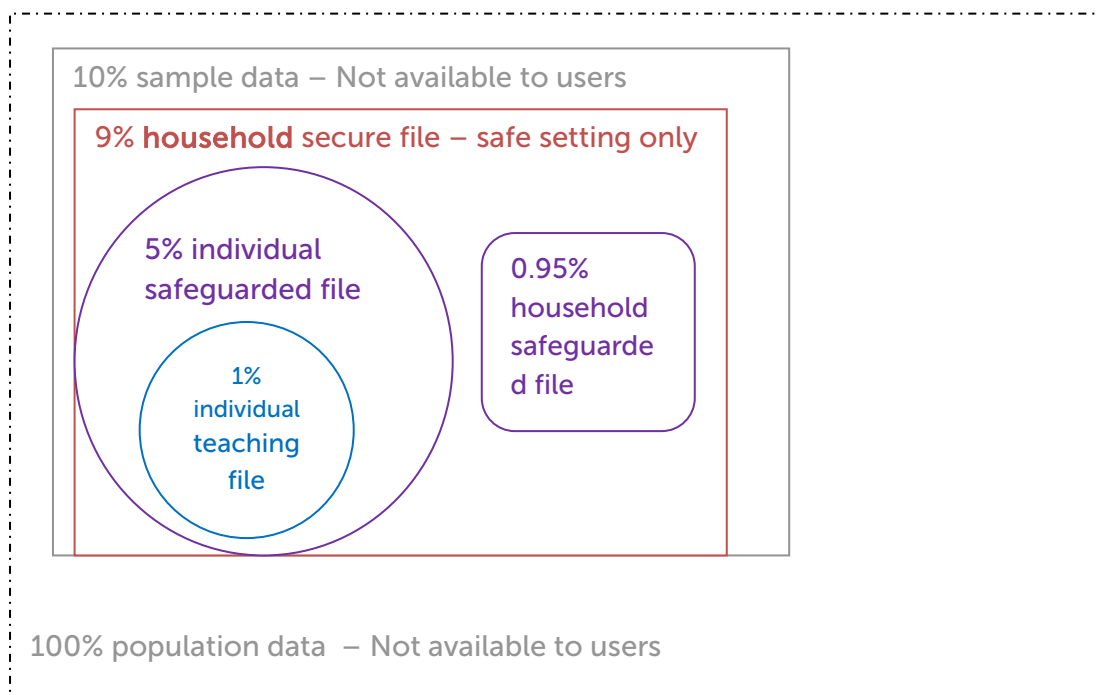 10% sample data – Not available to users
9% household secure file – safe setting only
5% individual
safeguarded file
0.95%
household
safeguarde
d file
1%
individual
teaching
file
100% population data – Not available to users